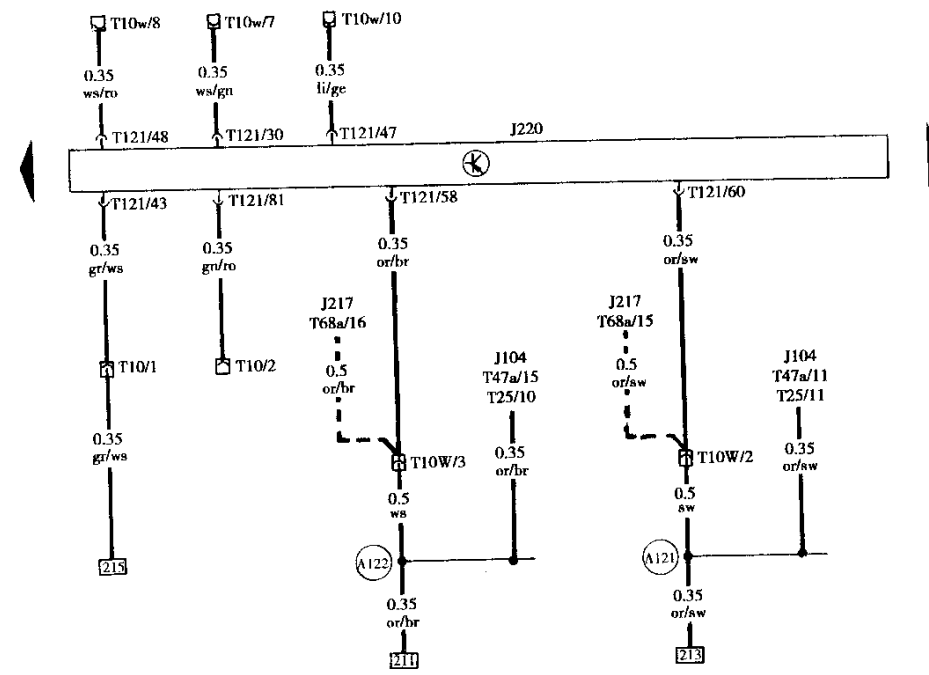 T10w/8
T10w/7
T10w/10
0.35
ws/ro
0.35
ws/gn
0.35
li/ge
T121/48
T121/30
T121/47
J220
T121/43
T121/81
T121/58
T121/60
0.35
gr/ws
0.35
gn/ro
0.35
or/br
0.35
or/sw
J217
T68a/16
J217
T68a/15
0.5
or/br
0.5
or/sw
J104
T47a/15
T25/10
J104
T47a/11
T25/11
T10/1
T10/2
0.35
gr/ws
0.35
or/br
0.35
or/sw
T10W/3
T10W/2
0.5
ws
0.5
sw
215
A122
A121
0.35
or/br
0.35
or/sw
211
213